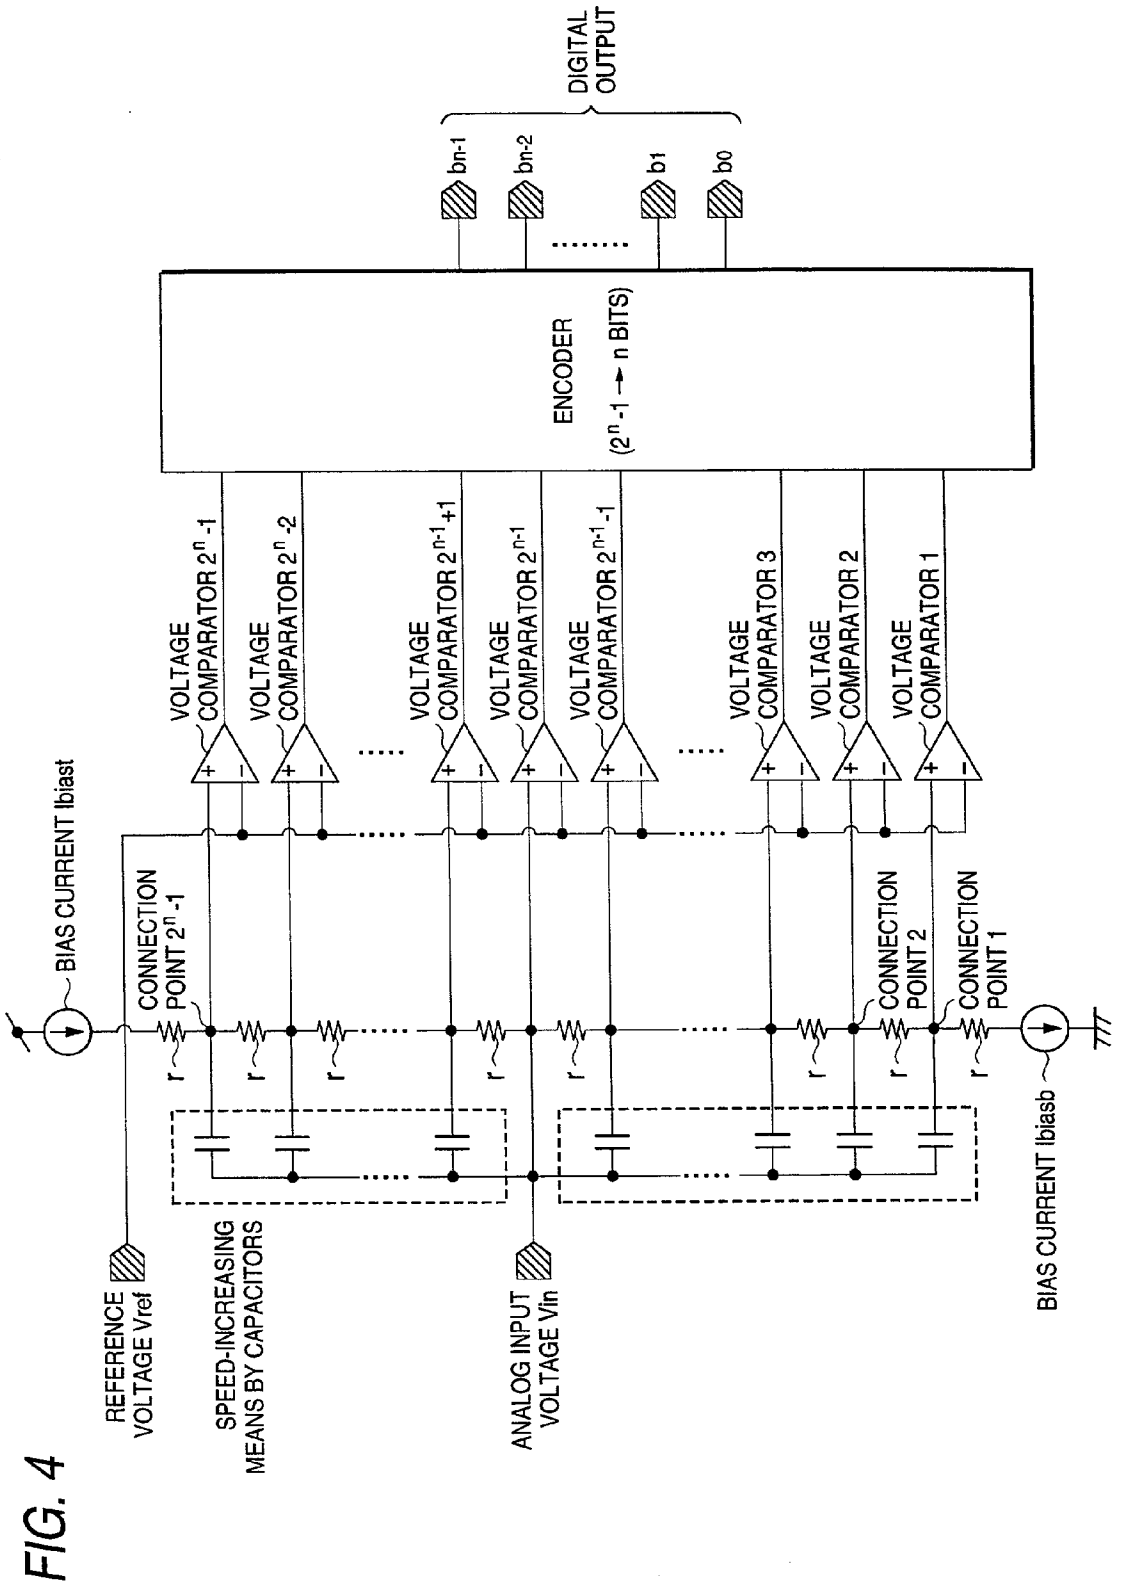 FIG. 4
REFERENCE
VOLTAGE Vref
SPEED-INCREASING
MEANS BY CAPACITORS
ANALOG INPUT
VOLTAGE Vin
BIAS CURRENT Ibiast
BIAS CURRENT Ibiasb
CONNECTION
POINT 2ⁿ-1
CONNECTION
POINT 2
CONNECTION
POINT 1
r
r
r
r
r
r
r
r
+
−
+
−
+
−
+
−
+
−
+
−
+
−
+
−
VOLTAGE
COMPARATOR 2ⁿ-1
VOLTAGE
COMPARATOR 2ⁿ-2
VOLTAGE
COMPARATOR 2ⁿ⁻¹+1
VOLTAGE
COMPARATOR 2ⁿ⁻¹
VOLTAGE
COMPARATOR 2ⁿ⁻¹-1
VOLTAGE
COMPARATOR 3
VOLTAGE
COMPARATOR 2
VOLTAGE
COMPARATOR 1
ENCODER
(2ⁿ-1 → n BITS)
bn-1
bn-2
b1
b0
DIGITAL
OUTPUT